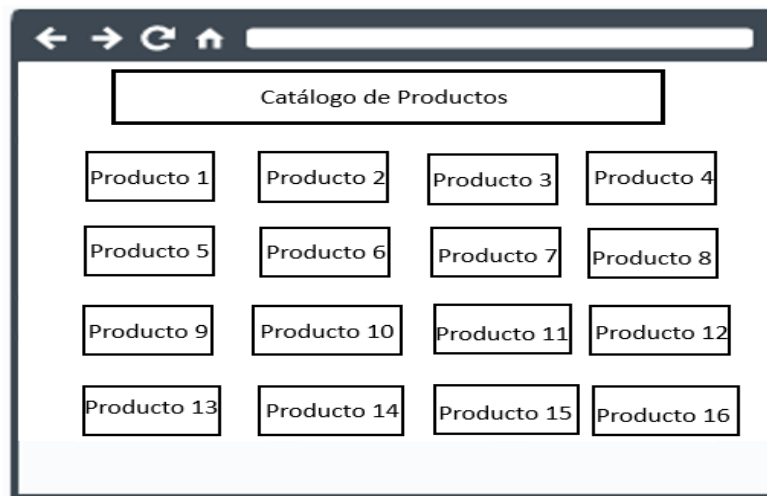 Catálogo de Productos
Producto 1 Producto 2 Producto 3 Producto 4
Producto 5 Producto 6 Producto 7 Producto 8
Producto 9 Producto 10 Producto 11 Producto 12
Producto 13 Producto 14 Producto 15 Producto 16